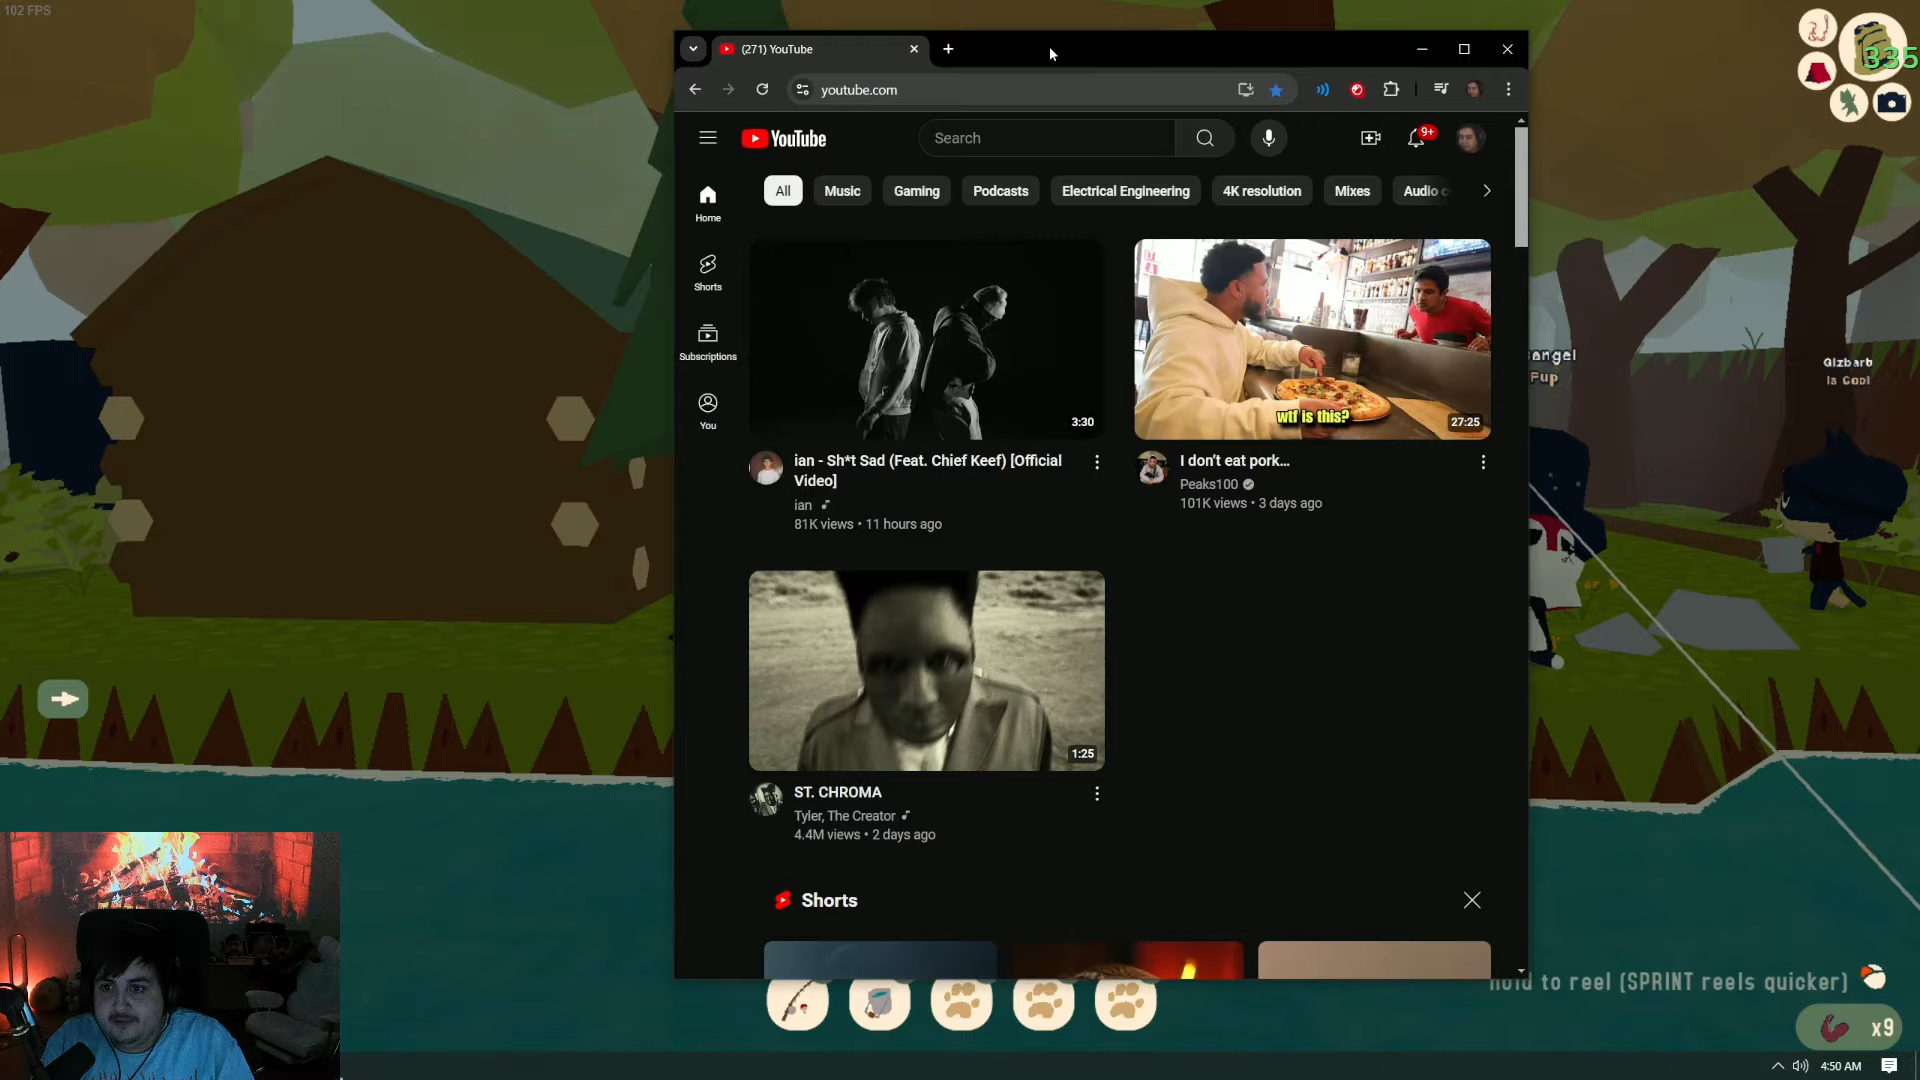 102 FPS
335
(271) YouTube
youtube.com
YouTube
Search
9+
All
Music
Gaming
Podcasts
Electrical Engineering
4K resolution
Mixes
Audio
Home
Shorts
Subscriptions
You
3:30
wtf is this?
27:25
ian - Sh*t Sad (Feat. Chief Keef) [Official
Video]
ian
81K views • 11 hours ago
I don't eat pork...
Peaks100
101K views • 3 days ago
angel
Pup
Gizbarb
is Cool
1:25
ST. CHROMA
Tyler, The Creator
4.4M views • 2 days ago
Shorts
hold to reel (SPRINT reels quicker)
x9
4:50 AM